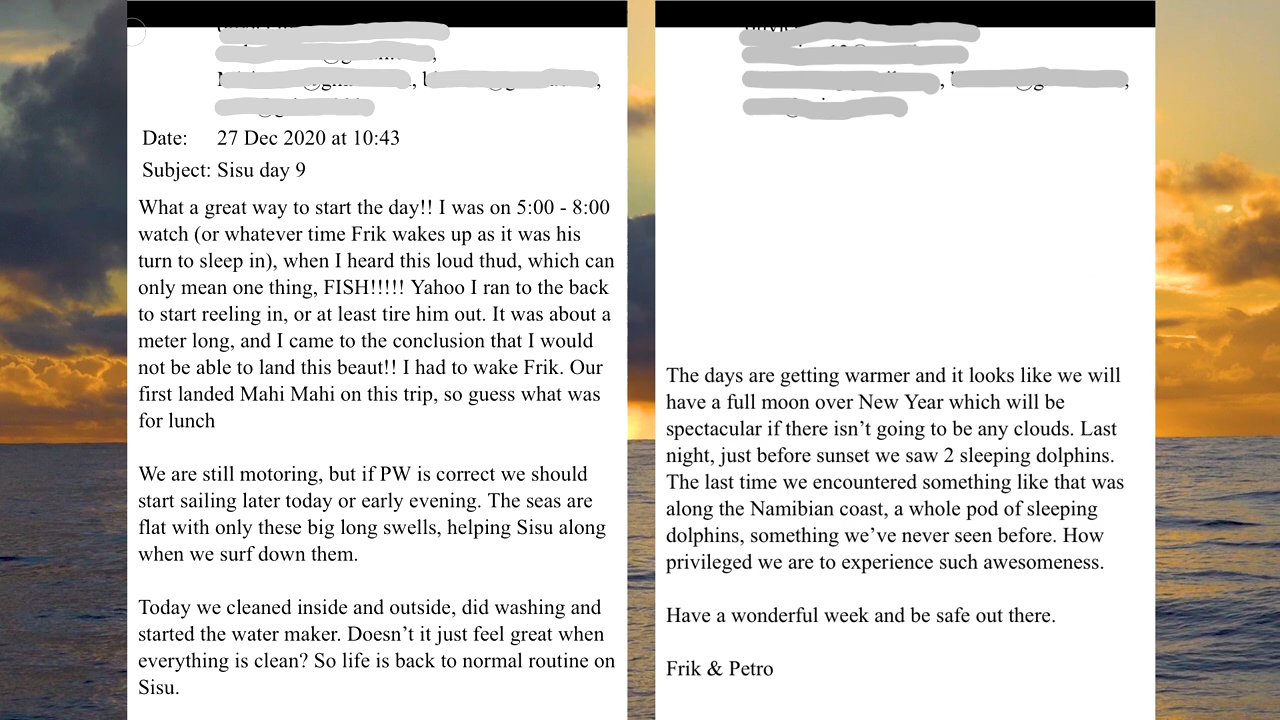 Date: 27 Dec 2020 at 10:43
Subject: Sisu day 9
What a great way to start the day!! I was on 5:00 - 8:00
watch (or whatever time Frik wakes up as it was his
turn to sleep in), when I heard this loud thud, which can
only mean one thing, FISH!!!!! Yahoo I ran to the back
to start reeling in, or at least tire him out. It was about a
meter long, and I came to the conclusion that I would
not be able to land this beaut!! I had to wake Frik. Our
first landed Mahi Mahi on this trip, so guess what was
for lunch
We are still motoring, but if PW is correct we should
start sailing later today or early evening. The seas are
flat with only these big long swells, helping Sisu along
when we surf down them.
Today we cleaned inside and outside, did washing and
started the water maker. Doesn’t it just feel great when
everything is clean? So life is back to normal routine on
Sisu.
The days are getting warmer and it looks like we will
have a full moon over New Year which will be
spectacular if there isn’t going to be any clouds. Last
night, just before sunset we saw 2 sleeping dolphins.
The last time we encountered something like that was
along the Namibian coast, a whole pod of sleeping
dolphins, something we’ve never seen before. How
privileged we are to experience such awesomeness.
Have a wonderful week and be safe out there.
Frik & Petro